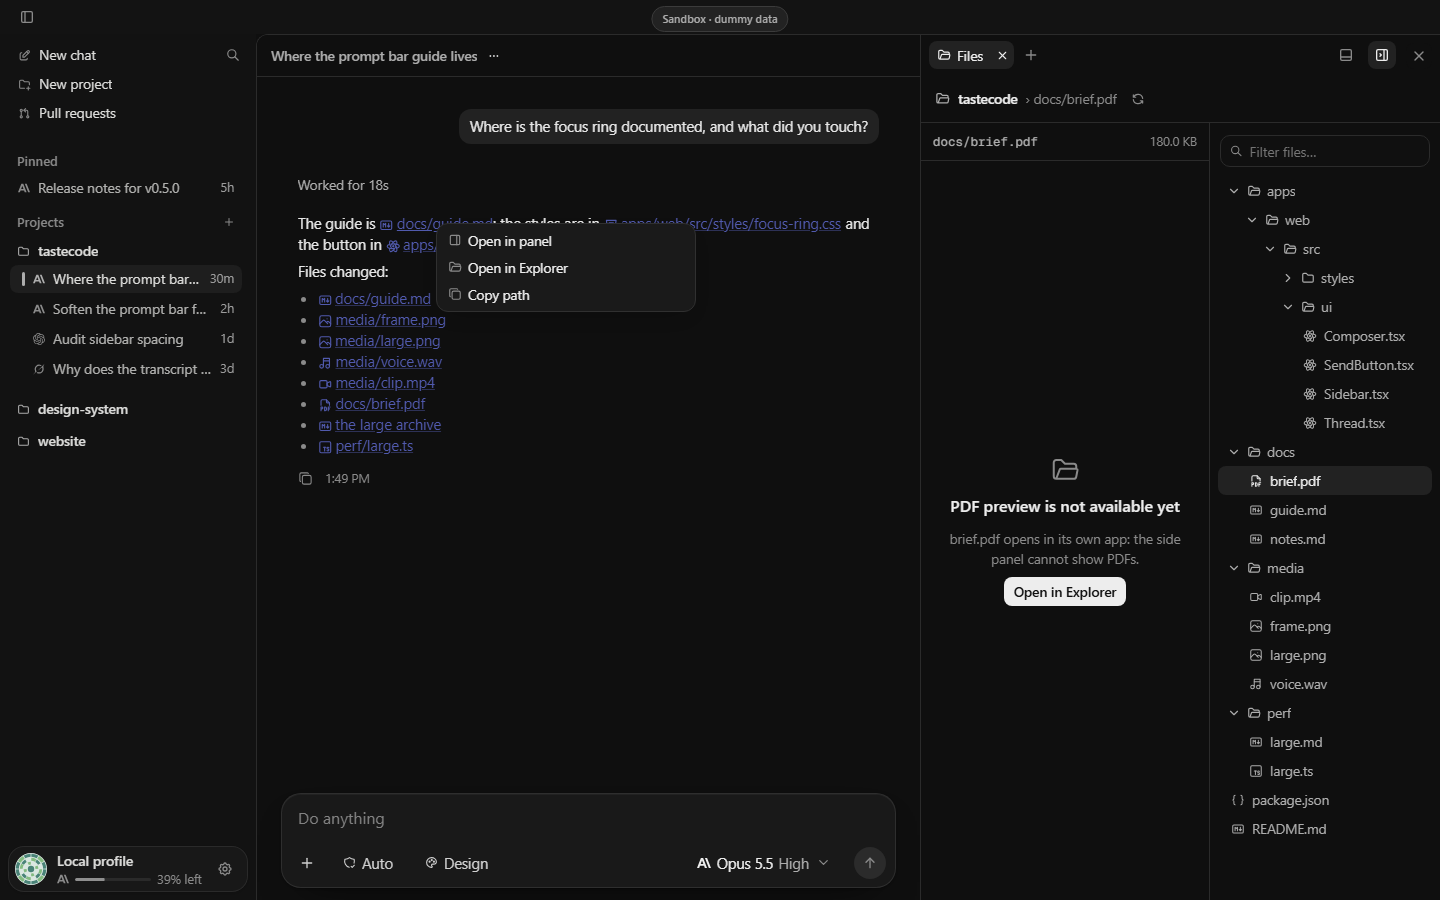 Sandbox · dummy data
New chat
New project
Pull requests
Pinned
Release notes for v0.5.0 5h
Projects
tastecode
Where the prompt bar... 30m
Soften the prompt bar f... 2h
Audit sidebar spacing 1d
Why does the transcript ... 3d
design-system
website
Local profile
39% left
Where the prompt bar guide lives ...
Where is the focus ring documented, and what did you touch?
Worked for 18s
The guide is docs/guide.md; the styles are in apps/web/src/styles/focus-ring.css and
the button in apps/
Open in panel
Open in Explorer
Copy path
Files changed:
docs/guide.md
media/frame.png
media/large.png
media/voice.wav
media/clip.mp4
docs/brief.pdf
the large archive
perf/large.ts
1:49 PM
Do anything
Auto Design Opus 5.5 High
Files
tastecode › docs/brief.pdf
docs/brief.pdf 180.0 KB
PDF preview is not available yet
brief.pdf opens in its own app: the side
panel cannot show PDFs.
Open in Explorer
Filter files...
apps
web
src
styles
ui
Composer.tsx
SendButton.tsx
Sidebar.tsx
Thread.tsx
docs
brief.pdf
guide.md
notes.md
media
clip.mp4
frame.png
large.png
voice.wav
perf
large.md
large.ts
package.json
README.md